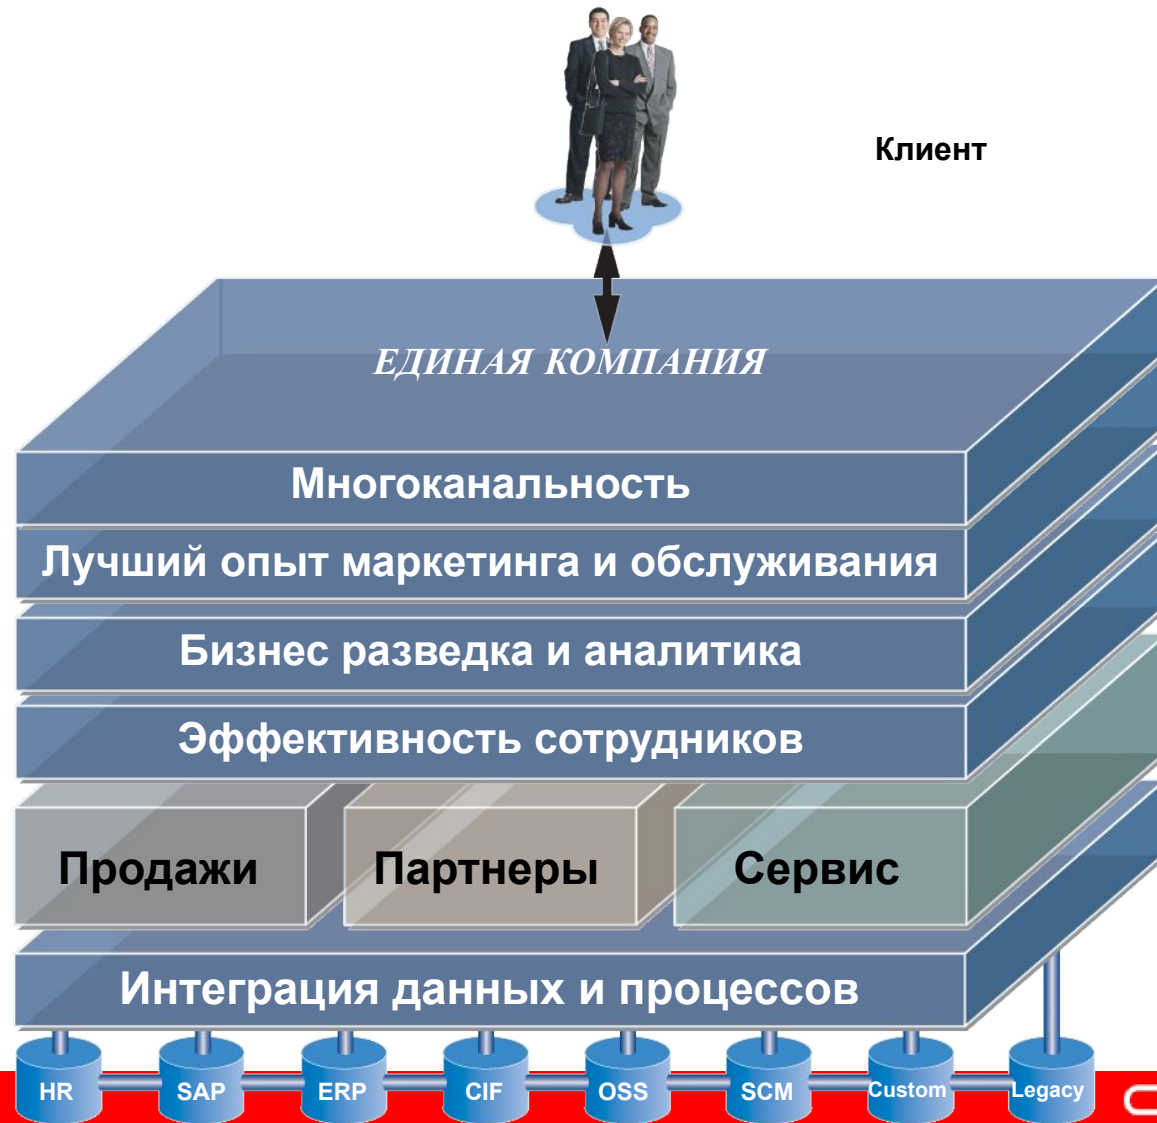 Клиент
ЕДИНАЯ КОМПАНИЯ
Многоканальность
Лучший опыт маркетинга и обслуживания
Бизнес разведка и аналитика
Эффективность сотрудников
Продажи Партнеры Сервис
Интеграция данных и процессов
HR SAP ERP CIF OSS SCM Custom Legacy